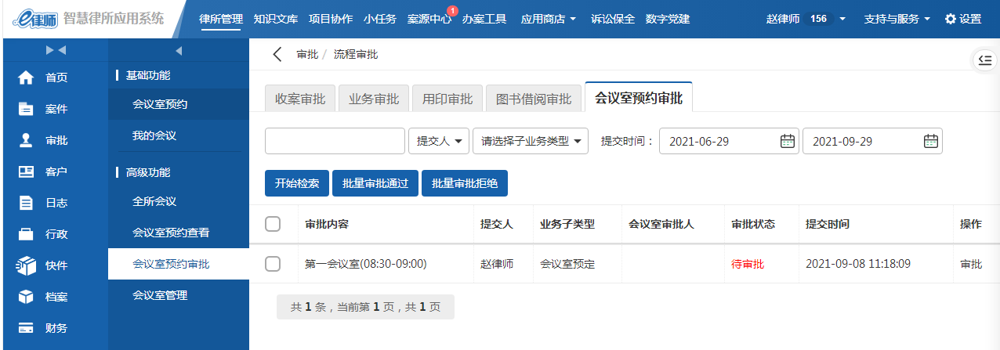 e律师 智慧律所应用系统 律所管理 知识文库 项目协作 小任务 案源中心 1 办案工具 应用商店 诉讼保全 数字党建 赵律师 156 支持与服务 设置
首页
案件
审批
客户
日志
行政
快件
档案
财务
基础功能
会议室预约
我的会议
高级功能
全所会议
会议室预约查看
会议室预约审批
会议室管理
审批 / 流程审批
收案审批 业务审批 用印审批 图书借阅审批 会议室预约审批
提交人 请选择子业务类型 提交时间： 2021-06-29 2021-09-29
开始检索 批量审批通过 批量审批拒绝
审批内容 提交人 业务子类型 会议室审批人 审批状态 提交时间 操作
第一会议室(08:30-09:00) 赵律师 会议室预定 待审批 2021-09-08 11:18:09 审批
共 1 条，当前第 1 页，共 1 页